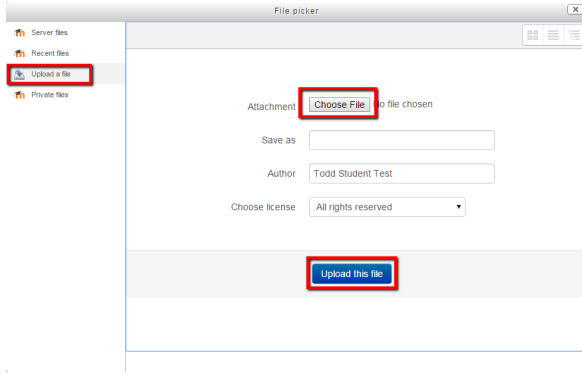 File picker
Server files
Recent files
Upload a file
Private files
Attachment Choose File No file chosen
Save as
Author Todd Student Test
Choose license All rights reserved
Upload this file